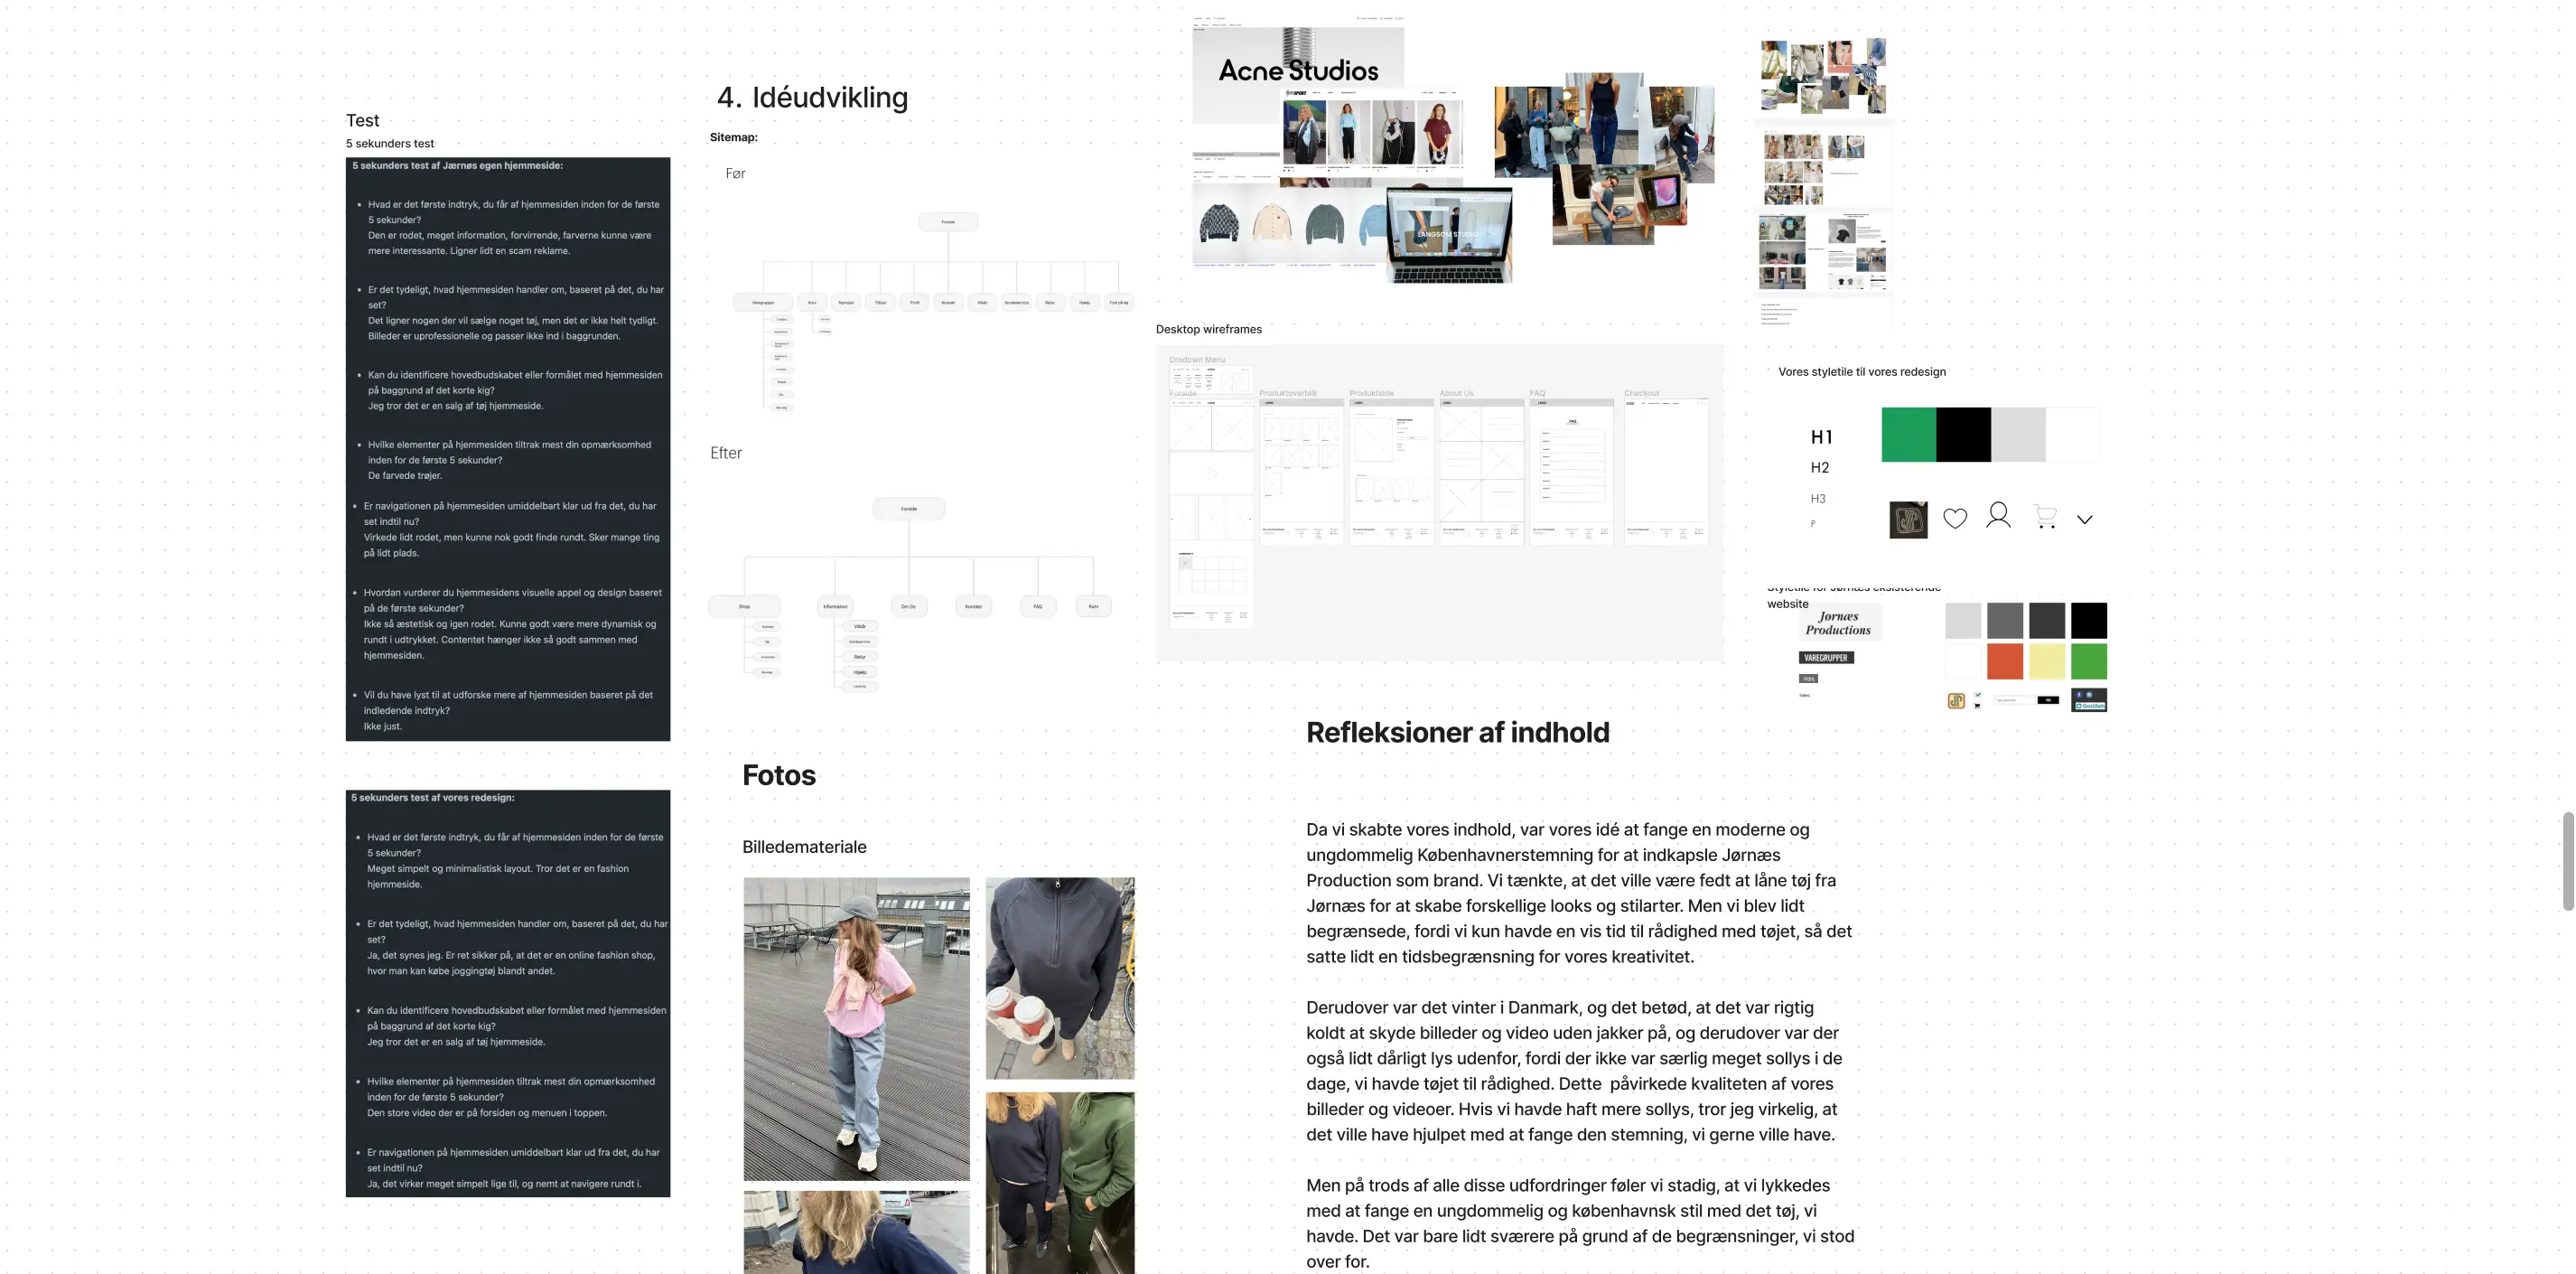 Test
5 sekunders test
5 sekunders test af Jærnøs egen hjemmeside:
Hvad er det første indtryk, du får af hjemmesiden inden for de første
5 sekunder?
Den er rodet, meget information, forvirrende, farverne kunne være
mere interessante. Ligner lidt en scam reklame.
Er det tydeligt, hvad hjemmesiden handler om, baseret på det, du har
set?
Det ligner nogen der vil sælge noget tøj, men det er ikke helt tydligt.
Billeder er uprofessionelle og passer ikke ind i baggrunden.
Kan du identificere hovedbudskabet eller formålet med hjemmesiden
på baggrund af det korte kig?
Jeg tror det er en salg af tøj hjemmeside.
Hvilke elementer på hjemmesiden tiltrak mest din opmærksomhed
inden for de første 5 sekunder?
De farvede trøjer.
Er navigationen på hjemmesiden umiddelbart klar ud fra det, du har
set indtil nu?
Virkede lidt rodet, men kunne nok godt finde rundt. Sker mange ting
på lidt plads.
Hvordan vurderer du hjemmesidens visuelle appel og design baseret
på de første sekunder?
Ikke så æstetisk og igen rodet. Kunne godt være mere dynamisk og
rundt i udtrykket. Contentet hænger ikke så godt sammen med
hjemmesiden.
Vil du have lyst til at udforske mere af hjemmesiden baseret på det
indledende indtryk?
Ikke just.
5 sekunders test af vores redesign:
Hvad er det første indtryk, du får af hjemmesiden inden for de første
5 sekunder?
Meget simpelt og minimalistisk layout. Tror det er en fashion
hjemmeside.
Er det tydeligt, hvad hjemmesiden handler om, baseret på det, du har
set?
Ja, det synes jeg. Er ret sikker på, at det er en online fashion shop,
hvor man kan købe joggingtøj blandt andet.
Kan du identificere hovedbudskabet eller formålet med hjemmesiden
på baggrund af det korte kig?
Jeg tror det er en salg af tøj hjemmeside.
Hvilke elementer på hjemmesiden tiltrak mest din opmærksomhed
inden for de første 5 sekunder?
Den store video der er på forsiden og menuen i toppen.
Er navigationen på hjemmesiden umiddelbart klar ud fra det, du har
set indtil nu?
Ja, det virker meget simpelt lige til, og nemt at navigere rundt i.
4. Idéudvikling
Sitemap:
Før
Forside
Varegrupper
Kurv
Nyheder
Tilbud
Profil
Kontakt
Vilkår
Kundeservice
Retur
Hjælp
Tryk på tøj
Efter
Forside
Shop
Information
Om Os
Kontakt
FAQ
Kurv
Vilkår
Kundeservice
Retur
Hjælp
Levering
Fotos
Billedemateriale
Acne Studios
LANGSOM STUDIO
Desktop wireframes
Drodown Menu
Forside
Produktoverblik
Produktside
About Us
FAQ
Checkout
FAQ
Vores styletile til vores redesign
H1
H2
H3
P
Styletile for Jørnæs eksisterende
website
Jørnæs
Productions
VAREGRUPPER
Refleksioner af indhold
Da vi skabte vores indhold, var vores idé at fange en moderne og
ungdommelig Københavnerstemning for at indkapsle Jørnæs
Production som brand. Vi tænkte, at det ville være fedt at låne tøj fra
Jørnæs for at skabe forskellige looks og stilarter. Men vi blev lidt
begrænsede, fordi vi kun havde en vis tid til rådighed med tøjet, så det
satte lidt en tidsbegrænsning for vores kreativitet.
Derudover var det vinter i Danmark, og det betød, at det var rigtig
koldt at skyde billeder og video uden jakker på, og derudover var der
også lidt dårligt lys udenfor, fordi der ikke var særlig meget sollys i de
dage, vi havde tøjet til rådighed. Dette  påvirkede kvaliteten af vores
billeder og videoer. Hvis vi havde haft mere sollys, tror jeg virkelig, at
det ville have hjulpet med at fange den stemning, vi gerne ville have.
Men på trods af alle disse udfordringer føler vi stadig, at vi lykkedes
med at fange en ungdommelig og københavnsk stil med det tøj, vi
havde. Det var bare lidt sværere på grund af de begrænsninger, vi stod
over for.